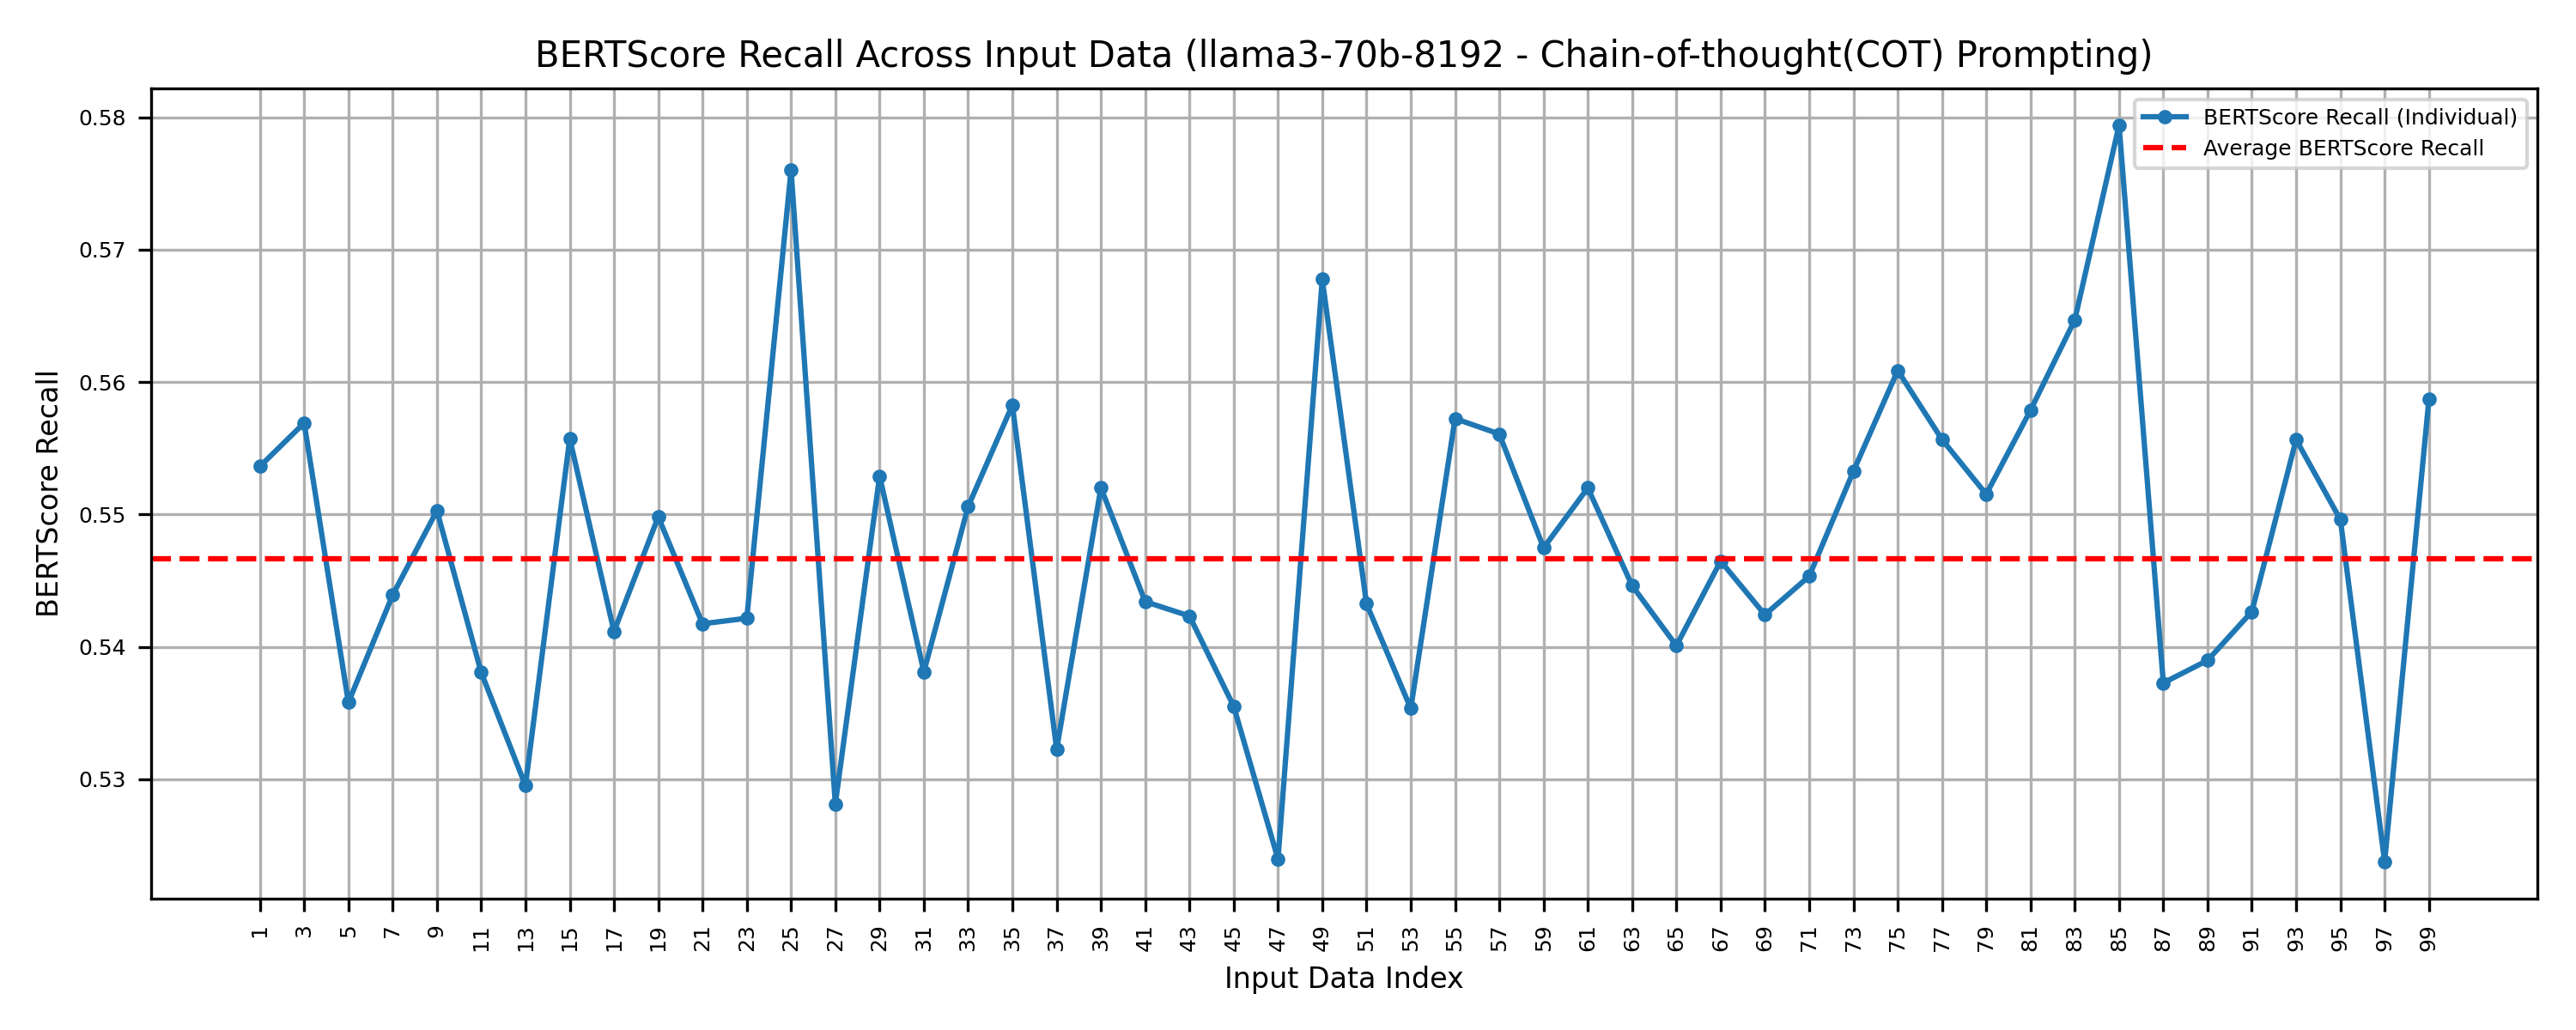 BERTScore Recall Across Input Data (llama3-70b-8192 - Chain-of-thought(COT) Prompting)
BERTScore Recall (Individual)
Average BERTScore Recall
BERTScore Recall
0.58
0.57
0.56
0.55
0.54
0.53
1 3 5 7 9 11 13 15 17 19 21 23 25 27 29 31 33 35 37 39 41 43 45 47 49 51 53 55 57 59 61 63 65 67 69 71 73 75 77 79 81 83 85 87 89 91 93 95 97 99
Input Data Index